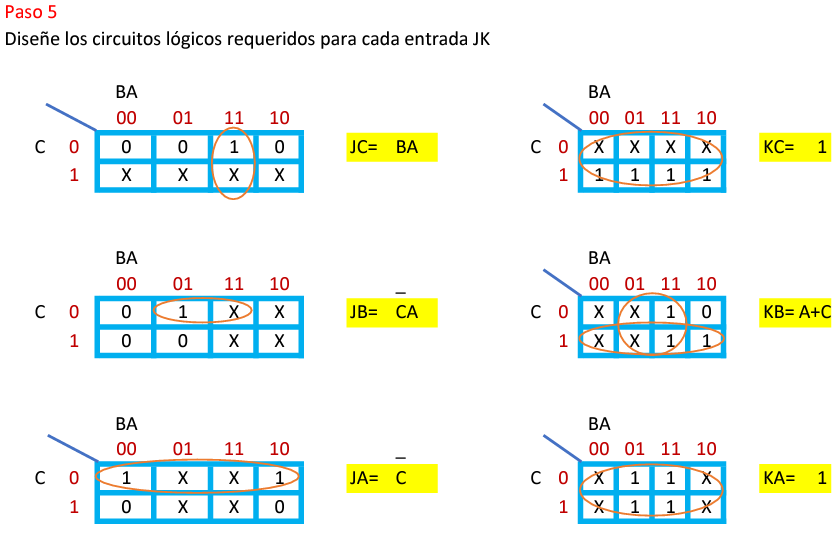 Paso 5
Diseñe los circuitos lógicos requeridos para cada entrada JK
BA
00 01 11 10
C 0 0 0 1 0 JC= BA
1 X X X X
BA
00 01 11 10
C 0 X X X X KC= 1
1 1 1 1 1
BA
00 01 11 10
C 0 0 1 X X JB= C̅A
1 0 0 X X
BA
00 01 11 10
C 0 X X 1 0 KB= A+C
1 X X 1 1
BA
00 01 11 10
C 0 1 X X 1 JA= C̅
1 0 X X 0
BA
00 01 11 10
C 0 X 1 1 X KA= 1
1 X 1 1 X